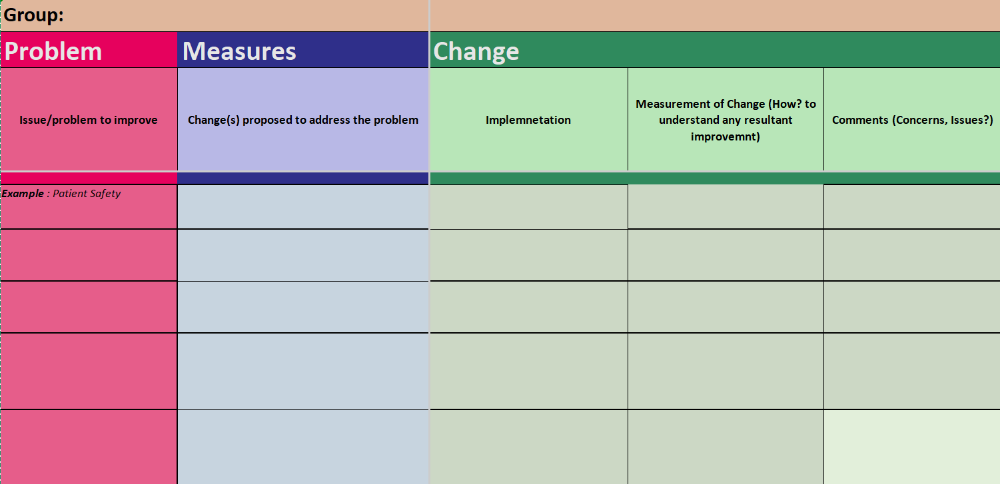 Group:
Problem
Measures
Change
Issue/problem to improve
Change(s) proposed to address the problem
Implemnetation
Measurement of Change (How? to
understand any resultant
improvemnt)
Comments (Concerns, Issues?)
Example : Patient Safety